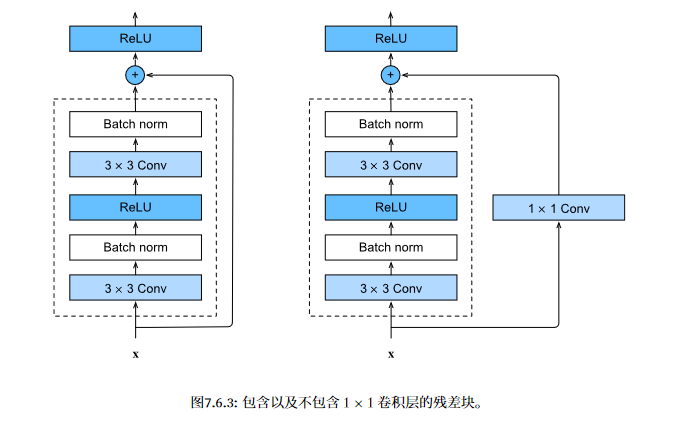 ReLU
+
Batch norm
3 × 3 Conv
ReLU
Batch norm
3 × 3 Conv
x
ReLU
+
Batch norm
3 × 3 Conv
ReLU
Batch norm
3 × 3 Conv
1 × 1 Conv
x
图7.6.3: 包含以及不包含 1 × 1 卷积层的残差块。